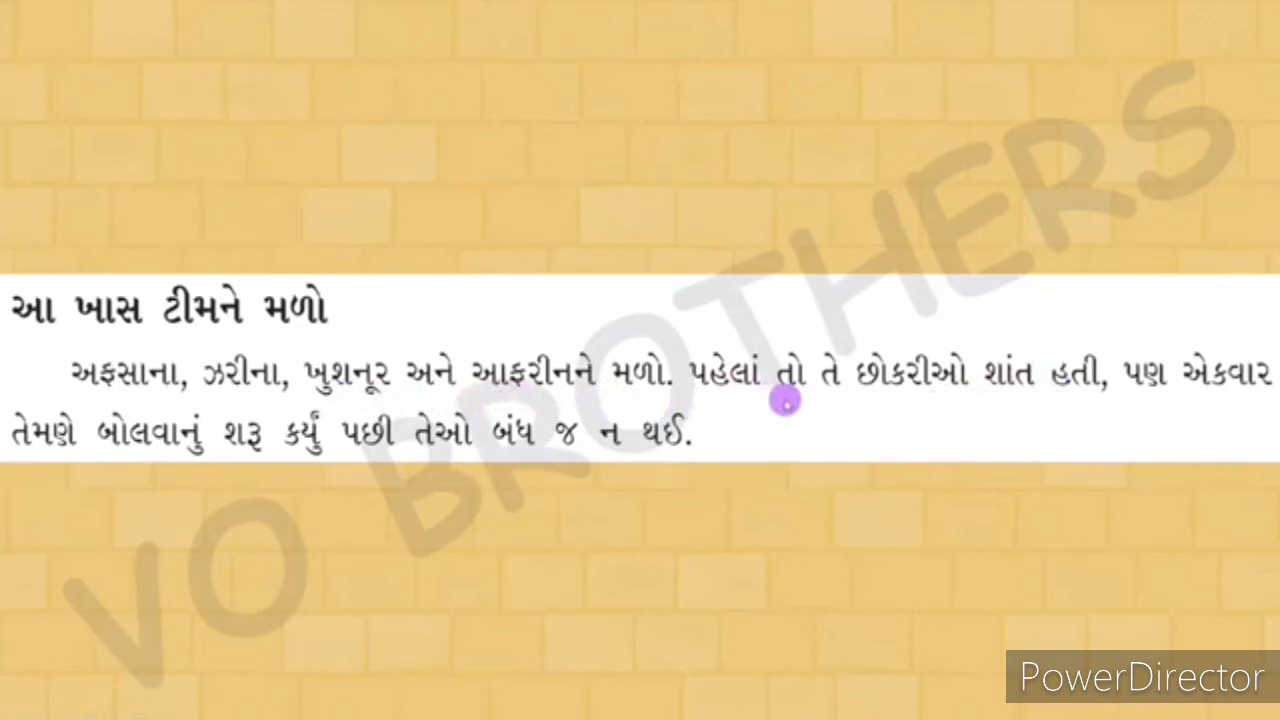 આ ખાસ ટીમને મળો
અફસાના, ઝરીના, ખુશનૂર અને આફરીનને મળો. પહેલાં તો તે છોકરીઓ શાંત હતી, પણ એકવાર
તેમણે બોલવાનું શરૂ કર્યું પછી તેઓ બંધ જ ન થઈ.
VO BROTHERS
PowerDirector